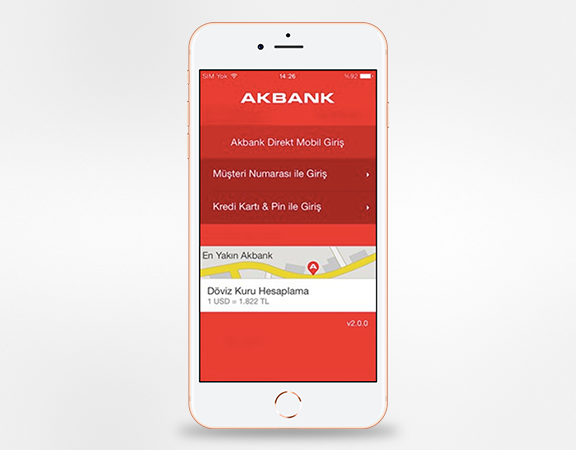 SIM Yok 14:26 %92
AKBANK
Akbank Direkt Mobil Giriş
Müşteri Numarası ile Giriş
Kredi Kartı & Pin ile Giriş
En Yakın Akbank
A
Döviz Kuru Hesaplama
1 USD = 1.822 TL
v2.0.0